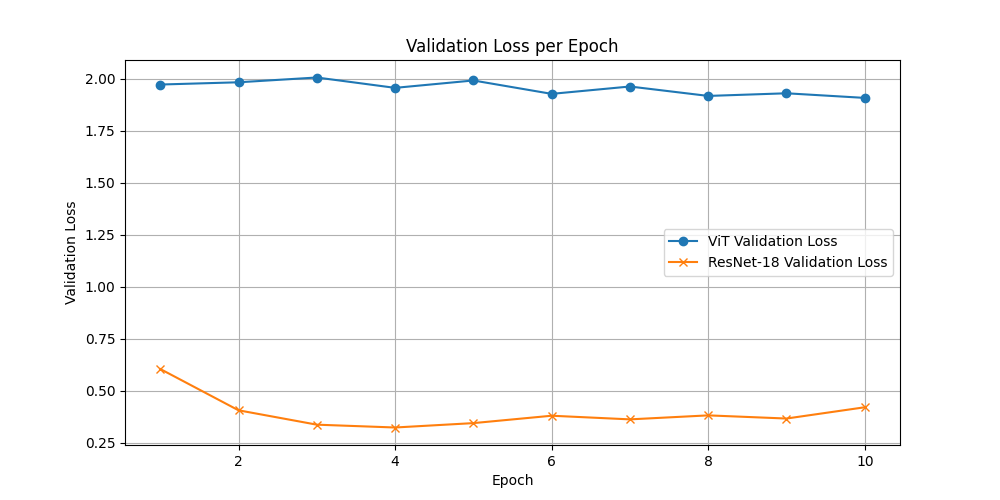 Validation Loss per Epoch
2.00
1.75
1.50
1.25
1.00
0.75
0.50
0.25
Validation Loss
ViT Validation Loss
ResNet-18 Validation Loss
2 4 6 8 10
Epoch